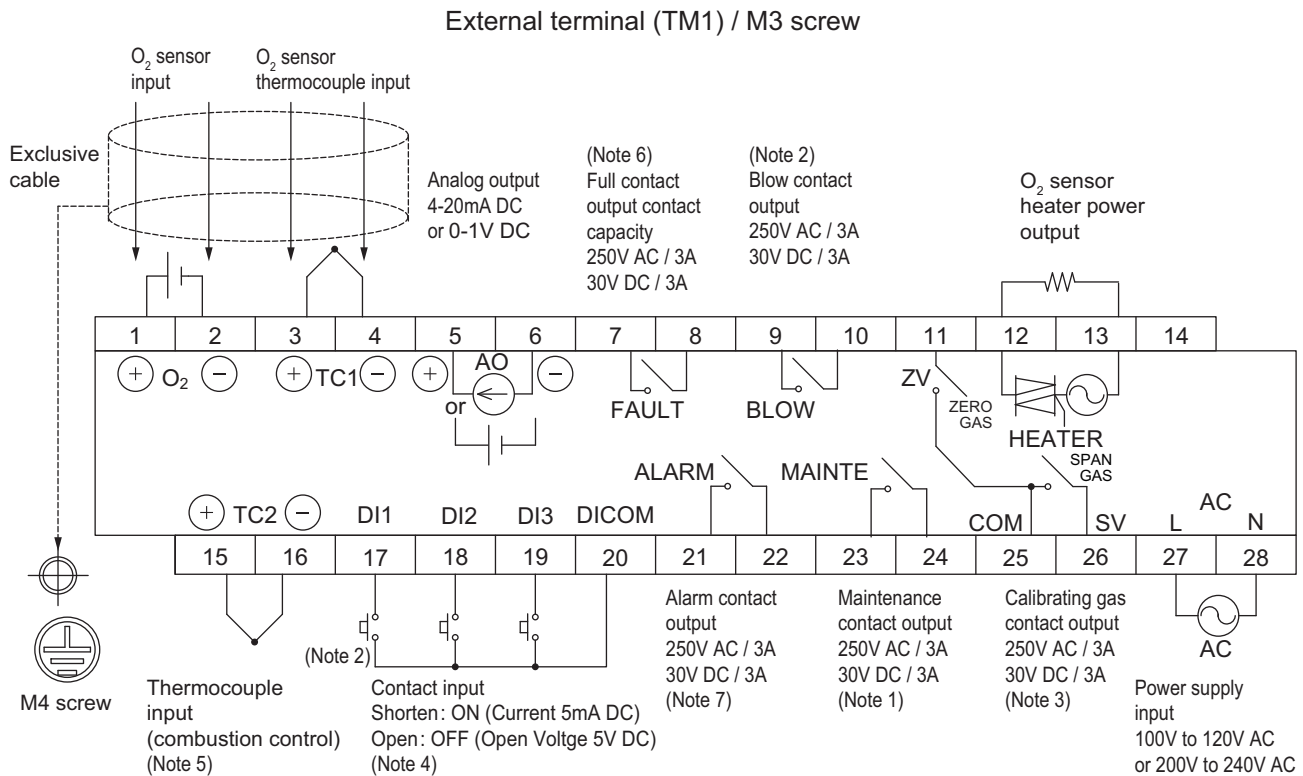 External terminal (TM1) / M3 screw
O2 sensor
input
O2 sensor
thermocouple input
Exclusive
cable
Analog output
4-20mA DC
or 0-1V DC
(Note 6)
Full contact
output contact
capacity
250V AC / 3A
30V DC / 3A
(Note 2)
Blow contact
output
250V AC / 3A
30V DC / 3A
O2 sensor
heater power
output
1 2 3 4 5 6 7 8 9 10 11 12 13 14
+ O2 − + TC1 − + AO −
or
FAULT
BLOW
ZV
ZERO
GAS
HEATER
SPAN
GAS
ALARM
MAINTE
+ TC2 − DI1 DI2 DI3 DICOM
COM
SV
AC
L N
15 16 17 18 19 20 21 22 23 24 25 26 27 28
M4 screw
(Note 2)
Thermocouple
input
(combustion control)
(Note 5)
Contact input
Shorten: ON (Current 5mA DC)
Open: OFF (Open Voltge 5V DC)
(Note 4)
Alarm contact
output
250V AC / 3A
30V DC / 3A
(Note 7)
Maintenance
contact output
250V AC / 3A
30V DC / 3A
(Note 1)
Calibrating gas
contact output
250V AC / 3A
30V DC / 3A
(Note 3)
AC
Power supply
input
100V to 120V AC
or 200V to 240V AC